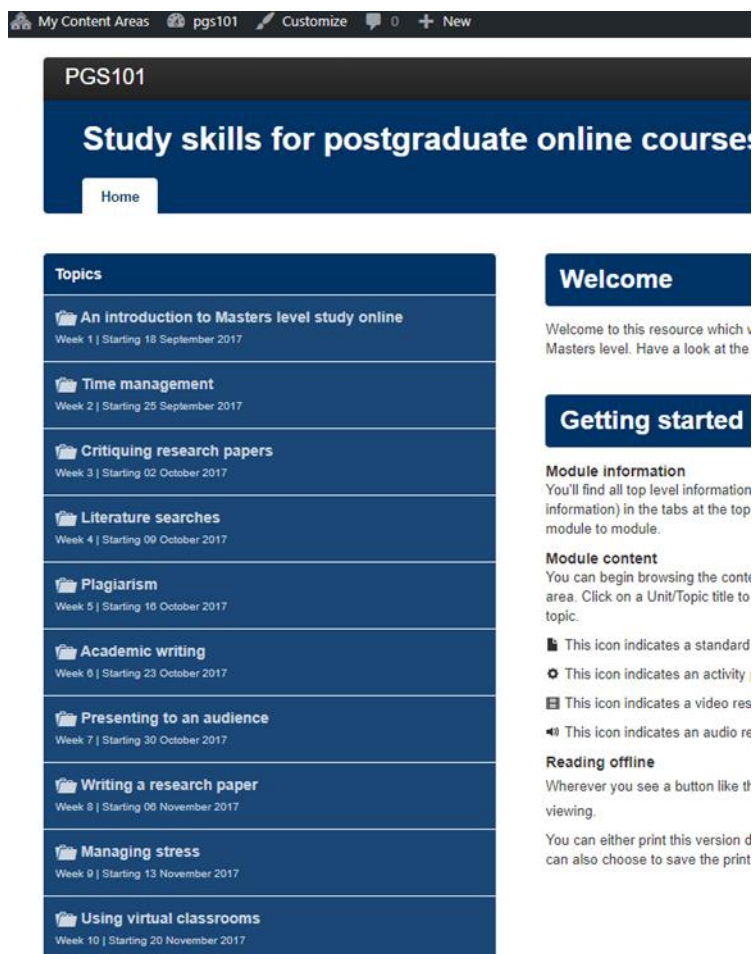 My Content Areas pgs101 Customize 0 + New
PGS101
Study skills for postgraduate online courses
Home
Topics
An introduction to Masters level study online
Week 1 | Starting 18 September 2017
Time management
Week 2 | Starting 25 September 2017
Critiquing research papers
Week 3 | Starting 02 October 2017
Literature searches
Week 4 | Starting 09 October 2017
Plagiarism
Week 5 | Starting 16 October 2017
Academic writing
Week 6 | Starting 23 October 2017
Presenting to an audience
Week 7 | Starting 30 October 2017
Writing a research paper
Week 8 | Starting 06 November 2017
Managing stress
Week 9 | Starting 13 November 2017
Using virtual classrooms
Week 10 | Starting 20 November 2017
Welcome
Welcome to this resource which
Masters level. Have a look at the
Getting started
Module information
You'll find all top level information
information) in the tabs at the top
module to module.
Module content
You can begin browsing the
area. Click on a Unit/Topic title to
topic.
This icon indicates a standard
This icon indicates an activity
This icon indicates a video
This icon indicates an audio
Reading offline
Wherever you see a button like
viewing.
You can either print this version
can also choose to save the print